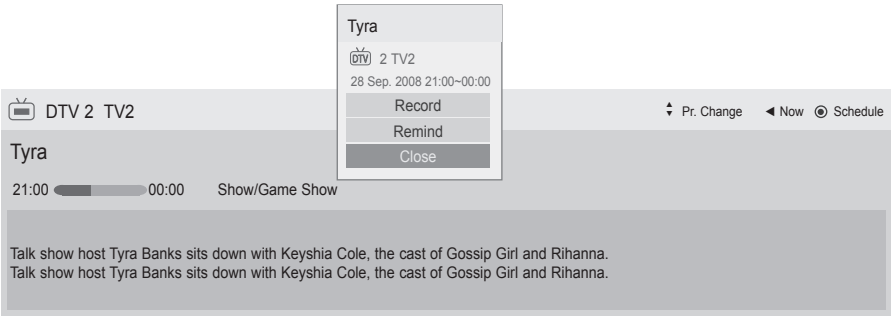 Tyra
DTV 2 TV2
28 Sep. 2008 21:00~00:00
Record
Remind
Close
DTV 2 TV2
Pr. Change ◀ Now ◉ Schedule
Tyra
21:00 00:00 Show/Game Show
Talk show host Tyra Banks sits down with Keyshia Cole, the cast of Gossip Girl and Rihanna.
Talk show host Tyra Banks sits down with Keyshia Cole, the cast of Gossip Girl and Rihanna.